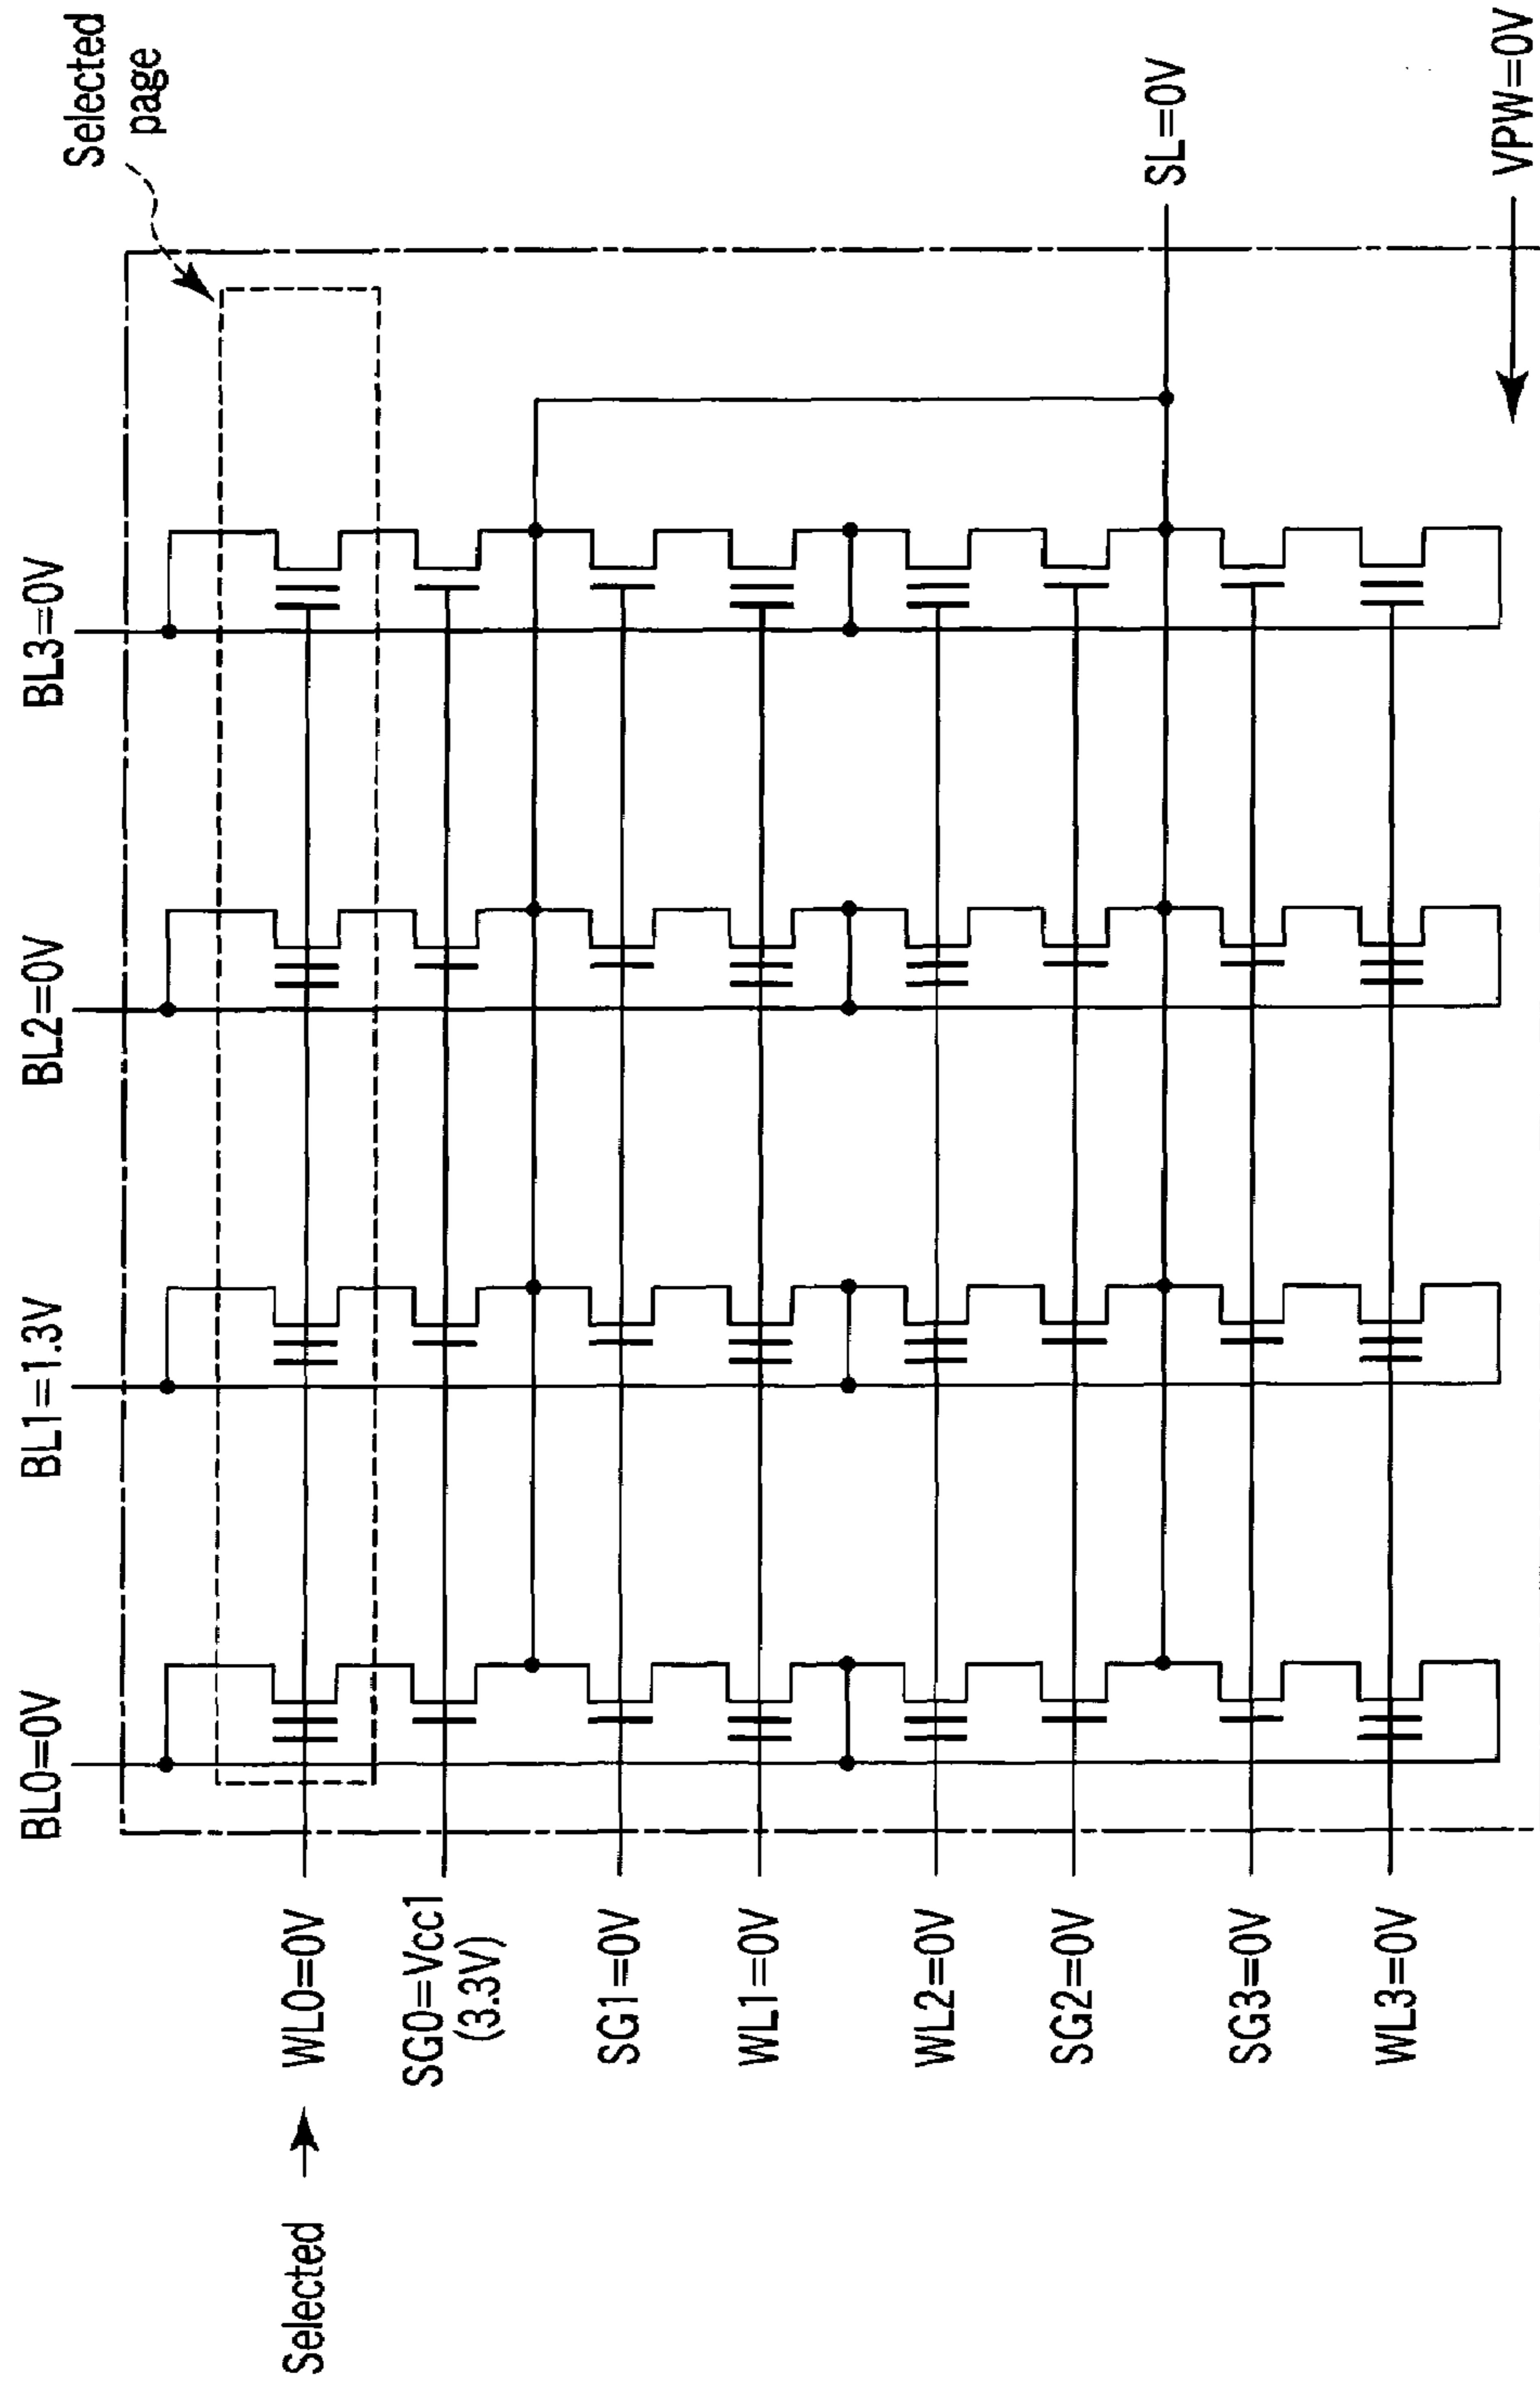 BL0=0V
BL1=1.3V
BL2=0V
BL3=0V
Selected
page
Selected
WL0=0V
SG0=Vcc1
(3.3V)
SG1=0V
WL1=0V
WL2=0V
SG2=0V
SL=0V
SG3=0V
WL3=0V
VPW=0V